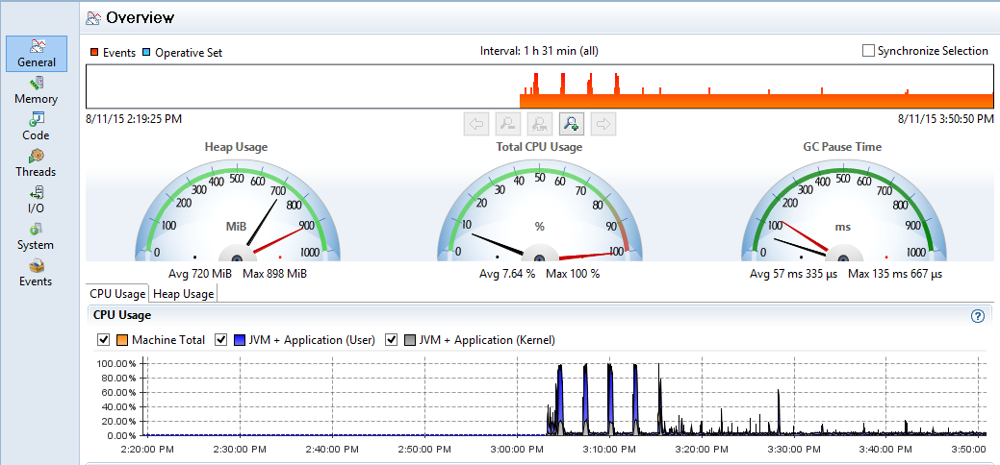 Overview
General
Memory
Code
Threads
I/O
System
Events
Events Operative Set Interval: 1 h 31 min (all) Synchronize Selection
8/11/15 2:19:25 PM 8/11/15 3:50:50 PM
Heap Usage Total CPU Usage GC Pause Time
0 100 200 300 400 500 600 700 800 900 1000
MiB
0 10 20 30 40 50 60 70 80 90 100
%
0 100 200 300 400 500 600 700 800 900 1000
ms
Avg 720 MiB Max 898 MiB Avg 7.64 % Max 100 % Avg 57 ms 335 µs Max 135 ms 667 µs
CPU Usage Heap Usage
CPU Usage
Machine Total JVM + Application (User) JVM + Application (Kernel)
100.00%
80.00%
60.00%
40.00%
20.00%
0.00%
2:20:00 PM 2:30:00 PM 2:40:00 PM 2:50:00 PM 3:00:00 PM 3:10:00 PM 3:20:00 PM 3:30:00 PM 3:40:00 PM 3:50:00